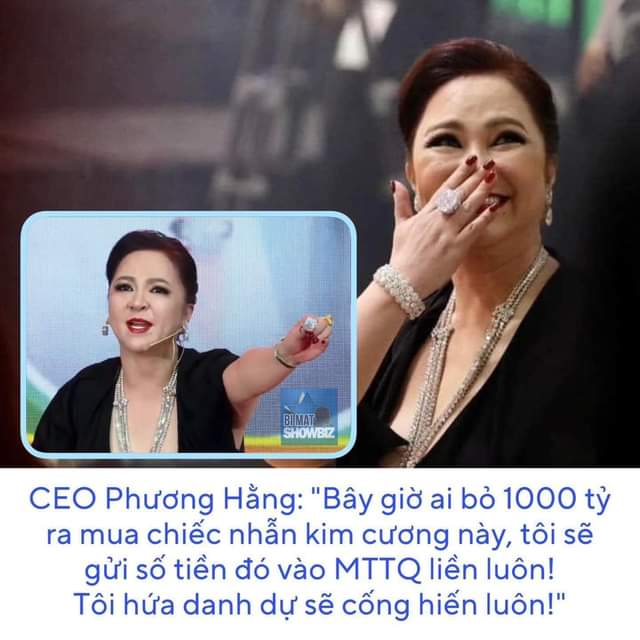 BÍ MẬT
SHOWBIZ
CEO Phương Hằng: "Bây giờ ai bỏ 1000 tỷ
ra mua chiếc nhẫn kim cương này, tôi sẽ
gửi số tiền đó vào MTTQ liền luôn!
Tôi hứa danh dự sẽ cống hiến luôn!"